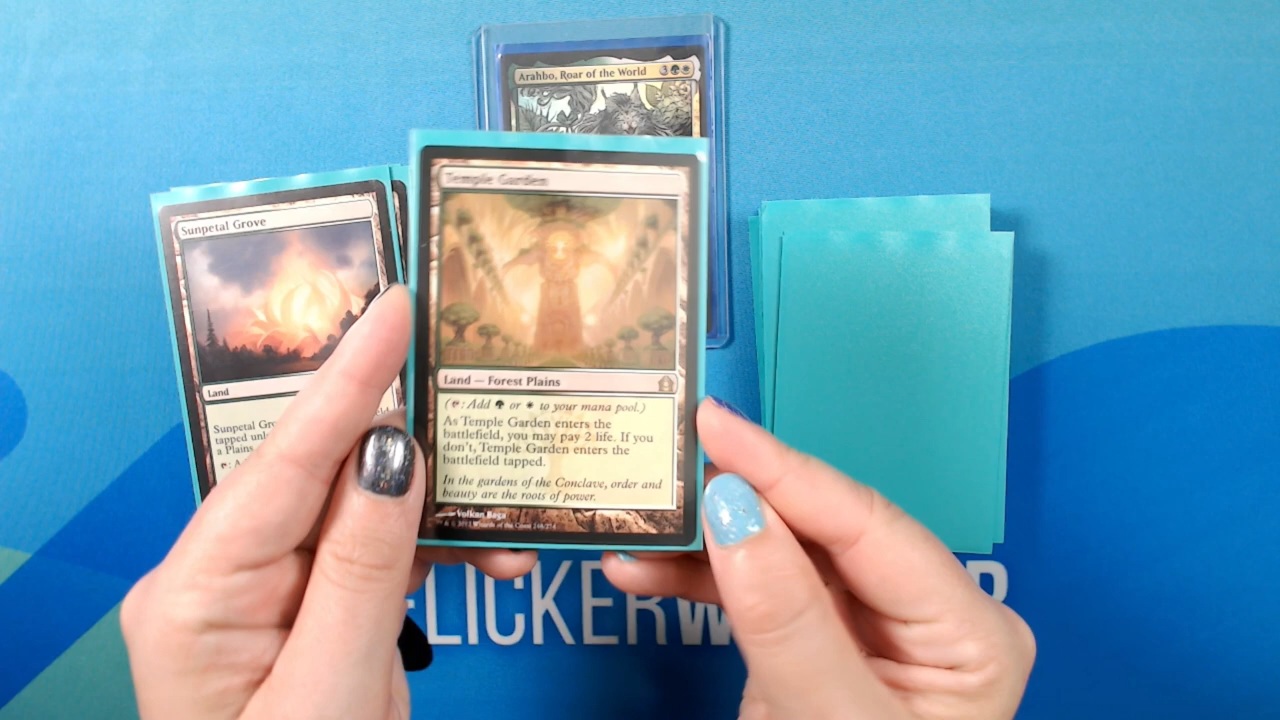 Arahbo, Roar of the World
3
Temple Garden
Sunpetal Grove
Land
Sunpetal
tapped
a Plains
Land — Forest Plains
( : Add or to your mana pool.)
As Temple Garden enters the
battlefield, you may pay 2 life. If you
don't, Temple Garden enters the
battlefield tapped.
In the gardens of the Conclave, order and
beauty are the roots of power.
Volkan Baga
LICKERW